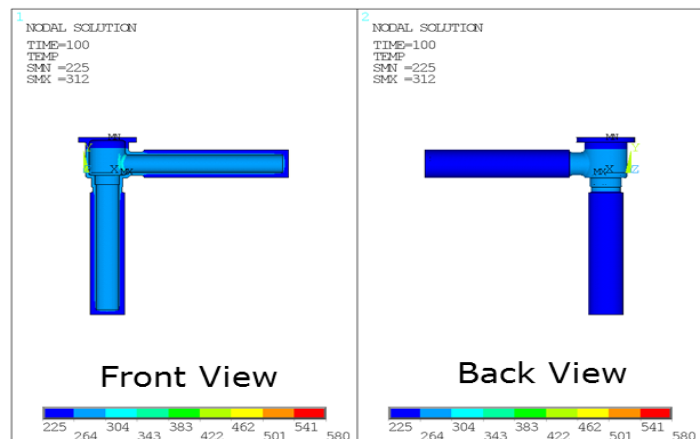 1
NODAL SOLUTION
TIME=100
TEMP
SMN =225
SMX =312
MN
Y
X MX
Front View
225 304 383 462 541
264 343 422 501 580
2
NODAL SOLUTION
TIME=100
TEMP
SMN =225
SMX =312
MN
Y
MX X Z
Back View
225 304 383 462 541
264 343 422 501 580